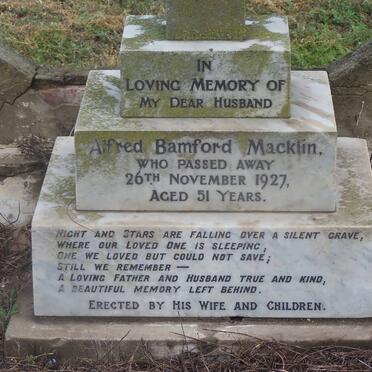 IN
LOVING MEMORY OF
MY DEAR HUSBAND
Alfred Bamford Macklin,
WHO PASSED AWAY
26TH NOVEMBER 1927,
AGED 51 YEARS.
NIGHT AND STARS ARE FALLING OVER A SILENT GRAVE,
WHERE OUR LOVED ONE IS SLEEPING,
ONE WE LOVED BUT COULD NOT SAVE;
STILL WE REMEMBER —
A LOVING FATHER AND HUSBAND TRUE AND KIND,
A BEAUTIFUL MEMORY LEFT BEHIND.
ERECTED BY HIS WIFE AND CHILDREN.